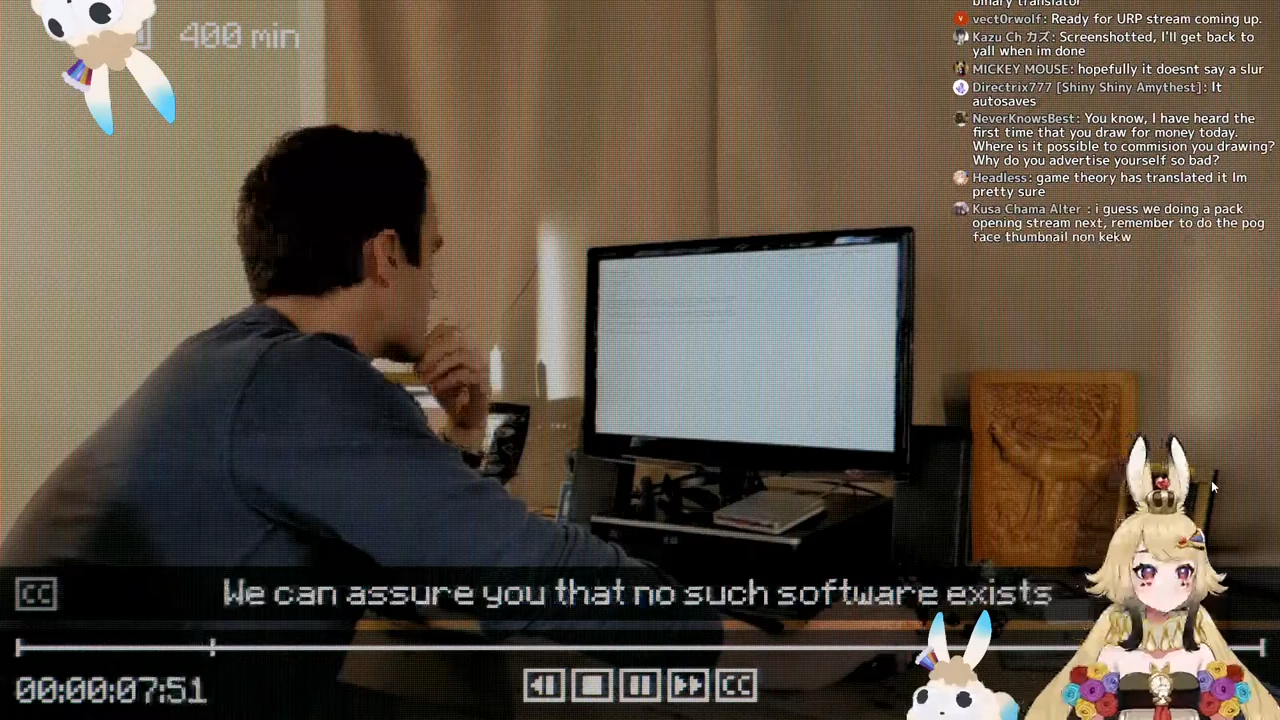 400 min
binary translator
vect0rwolf: Ready for URP stream coming up.
Kazu Ch カズ: Screenshotted, I'll get back to
yall when im done
MICKEY MOUSE: hopefully it doesnt say a slur
Directrix777 [Shiny Shiny Amythest]: It
autosaves
NeverKnowsBest: You know, I have heard the
first time that you draw for money today.
Where is it possible to commision you drawing?
Why do you advertise yourself so bad?
Headless: game theory has translated it Im
pretty sure
Kusa Chama Alter : i guess we doing a pack
opening stream next, remember to do the pog
face thumbnail non kekw
CC
We can assure you that no such software exists
00:00:07:51
CC